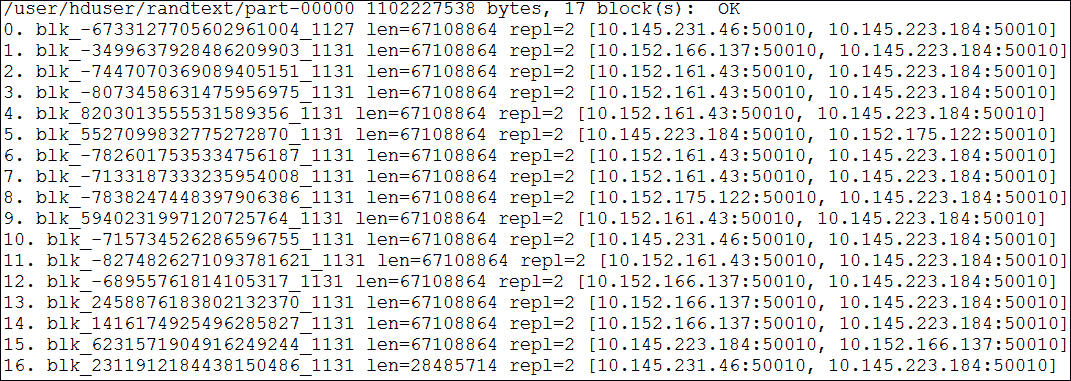 /user/hduser/randtext/part-00000 1102227538 bytes, 17 block(s):  OK
0. blk_-6733127705602961004_1127 len=67108864 repl=2 [10.145.231.46:50010, 10.145.223.184:50010]
1. blk_-3499637928486209903_1131 len=67108864 repl=2 [10.152.166.137:50010, 10.145.223.184:50010]
2. blk_-7447070369089405151_1131 len=67108864 repl=2 [10.152.161.43:50010, 10.145.223.184:50010]
3. blk_-8073458631475956975_1131 len=67108864 repl=2 [10.152.161.43:50010, 10.145.223.184:50010]
4. blk_8203013555531589356_1131 len=67108864 repl=2 [10.152.161.43:50010, 10.145.223.184:50010]
5. blk_5527099832775272870_1131 len=67108864 repl=2 [10.145.223.184:50010, 10.152.175.122:50010]
6. blk_-7826017535334756187_1131 len=67108864 repl=2 [10.152.161.43:50010, 10.145.223.184:50010]
7. blk_-7133187333235954008_1131 len=67108864 repl=2 [10.152.161.43:50010, 10.145.223.184:50010]
8. blk_-7838247448397906386_1131 len=67108864 repl=2 [10.152.175.122:50010, 10.145.223.184:50010]
9. blk_5940231997120725764_1131 len=67108864 repl=2 [10.152.161.43:50010, 10.145.223.184:50010]
10. blk_-715734526286596755_1131 len=67108864 repl=2 [10.145.231.46:50010, 10.145.223.184:50010]
11. blk_-8274826271093781621_1131 len=67108864 repl=2 [10.152.161.43:50010, 10.145.223.184:50010]
12. blk_-68955761814105317_1131 len=67108864 repl=2 [10.152.166.137:50010, 10.145.223.184:50010]
13. blk_2458876183802132370_1131 len=67108864 repl=2 [10.152.166.137:50010, 10.145.223.184:50010]
14. blk_1416174925496285827_1131 len=67108864 repl=2 [10.152.166.137:50010, 10.145.223.184:50010]
15. blk_6231571904916249244_1131 len=67108864 repl=2 [10.145.223.184:50010, 10.152.166.137:50010]
16. blk_2311912184438150486_1131 len=28485714 repl=2 [10.152.161.43:50010, 10.145.223.184:50010]